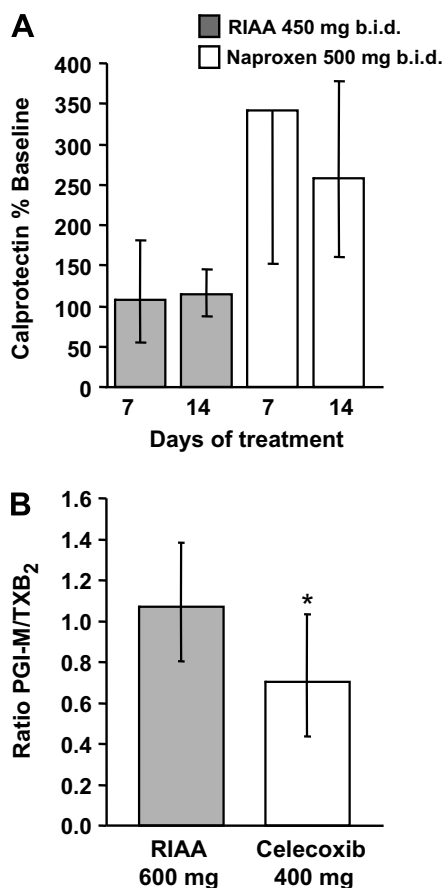 A
RIAA 450 mg b.i.d.
Naproxen 500 mg b.i.d.
Calprotectin % Baseline
400
350
300
250
200
150
100
50
0
7 14 7 14
Days of treatment
B
Ratio PGI-M/TXB2
1.6
1.4
1.2
1.0
0.8
0.6
0.4
0.2
0.0
*
RIAA Celecoxib
600 mg 400 mg